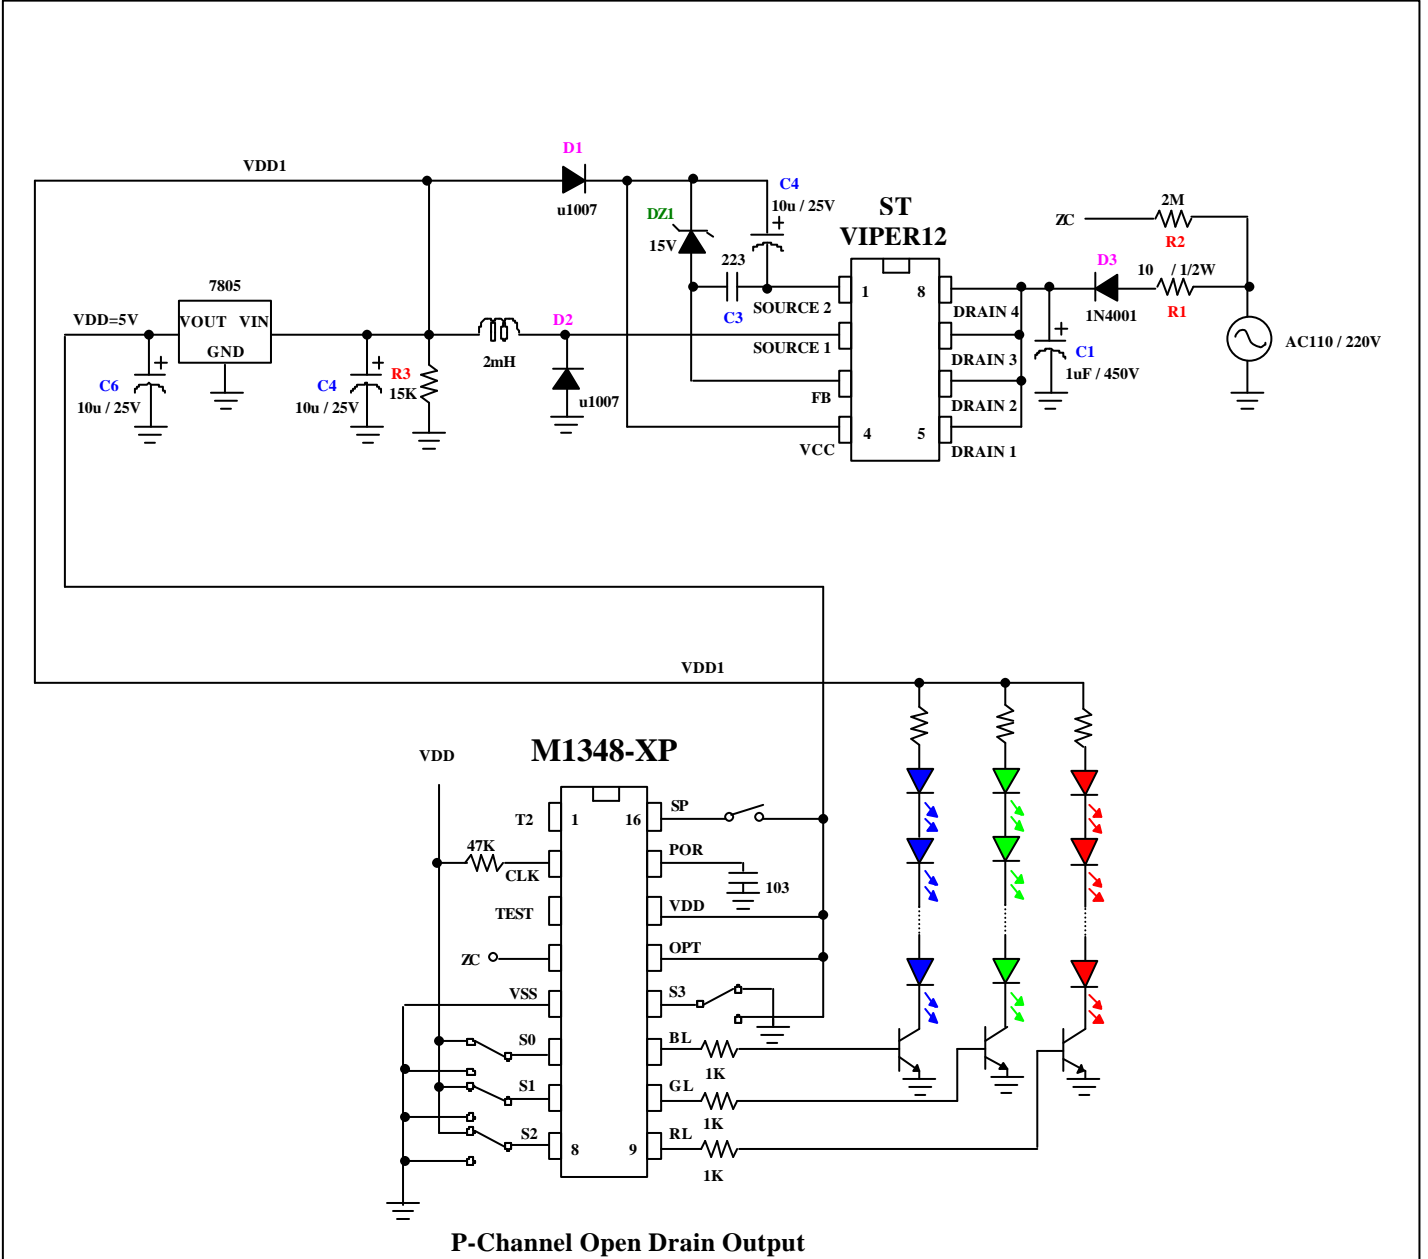 VDD1
D1
u1007
DZ1
15V
C4
10u / 25V
223
C3
ST
VIPER12
1
8
4
5
SOURCE 2
SOURCE 1
FB
VCC
DRAIN 4
DRAIN 3
DRAIN 2
DRAIN 1
ZC
2M
R2
D3
1N4001
10 / 1/2W
R1
C1
1uF / 450V
AC110 / 220V
7805
VOUT VIN
GND
VDD=5V
C6
10u / 25V
C4
10u / 25V
R3
15K
2mH
D2
u1007
VDD1
M1348-XP
VDD
47K
T2
CLK
TEST
ZC
VSS
S0
S1
S2
1
16
8
9
SP
POR
103
VDD
OPT
S3
BL
1K
GL
1K
RL
1K
P-Channel Open Drain Output